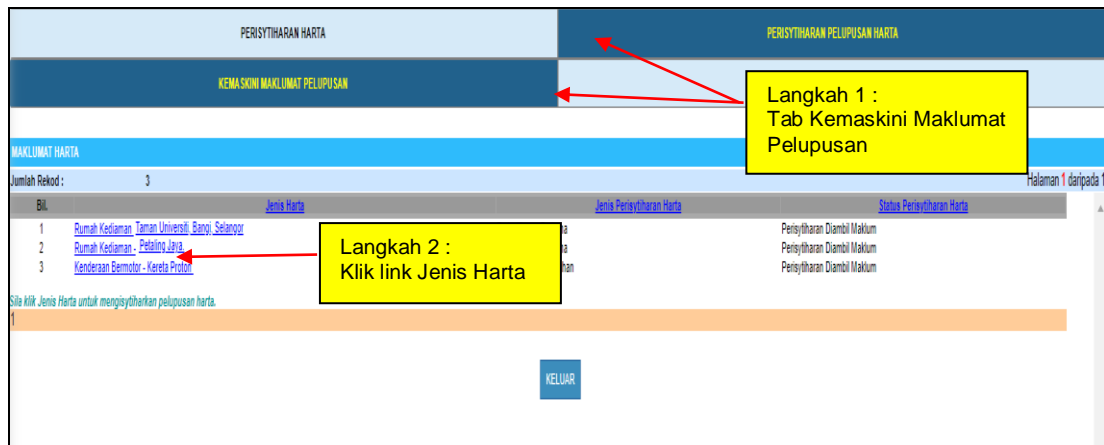 PERISYTIHARAN HARTA
PERISYTIHARAN PELUPUSAN HARTA
KEMASKINI MAKLUMAT PELUPUSAN
Langkah 1 :
Tab Kemaskini Maklumat
Pelupusan
MAKLUMAT HARTA
Jumlah Rekod : 3
Halaman 1 daripada 1
Bil. Jenis Harta Jenis Perisytiharan Harta Status Perisytiharan Harta
1 Rumah Kediaman Taman Universiti, Bangi, Selangor Perisytiharan Diambil Maklum
2 Rumah Kediaman - Petaling Jaya, Perisytiharan Diambil Maklum
3 Kenderaan Bermotor - Kereta Proton Perisytiharan Diambil Maklum
Langkah 2 :
Klik link Jenis Harta
Sila klik Jenis Harta untuk mengisytiharkan pelupusan harta.
1
KELUAR